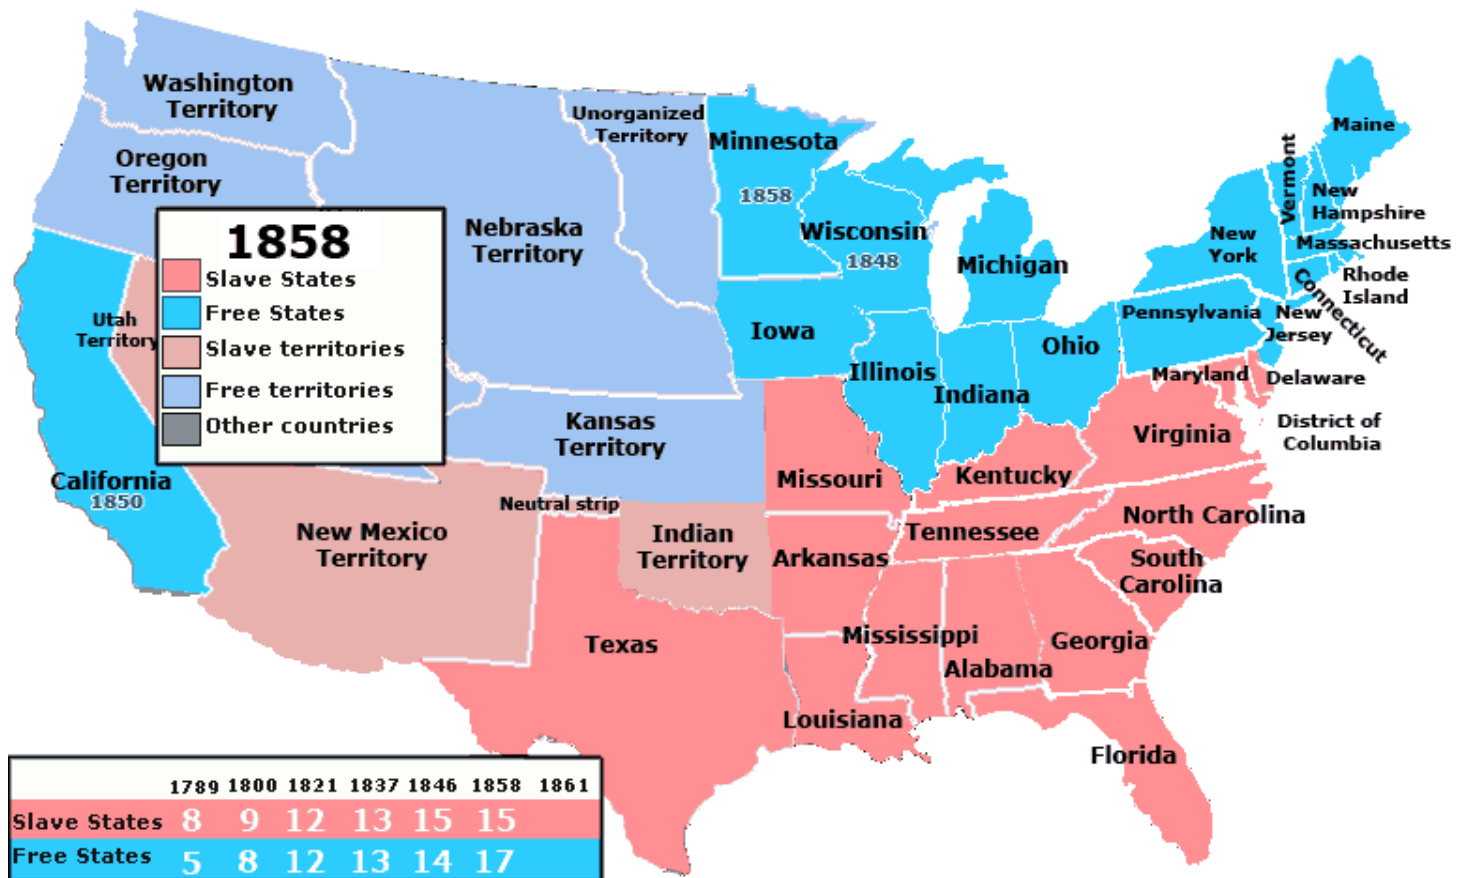 Washington
Territory
Oregon
Territory
Unorganized
Territory
Minnesota
1858
Maine
Vermont
New
Hampshire
Massachusetts
Rhode
Island
Connecticut
New
York
Wisconsin
1848
Michigan
Nebraska
Territory
1858
Slave States
Free States
Slave territories
Free territories
Other countries
Utah
Territory
Iowa
Illinois
Indiana
Ohio
Pennsylvania
New
Jersey
Maryland
Delaware
District of
Columbia
Virginia
Kansas
Territory
Missouri
Kentucky
California
1850
Neutral strip
New Mexico
Territory
Indian
Territory
Arkansas
Tennessee
North Carolina
South
Carolina
Texas
Mississippi
Alabama
Georgia
Louisiana
Florida
1789 1800 1821 1837 1846 1858 1861
Slave States 8 9 12 13 15 15
Free States 5 8 12 13 14 17